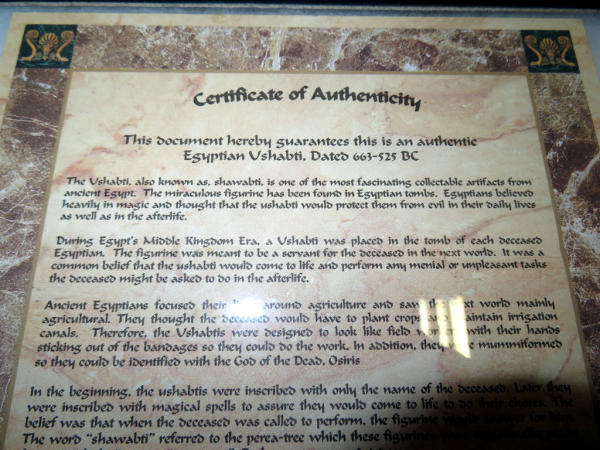 Certificate of Authenticity
This document hereby guarantees this is an authentic
Egyptian Ushabti, Dated 663-525 BC
The Ushabti, also known as, shawabti, is one of the most fascinating collectable artifacts from
ancient Egypt. The miraculous figurine has been found in Egyptian tombs. Egyptians believed
heavily in magic and thought that the ushabti would protect them from evil in their daily lives
as well as in the afterlife.
During Egypt's Middle Kingdom Era, a Ushabti was placed in the tomb of each deceased
Egyptian. The figurine was meant to be a servant for the deceased in the next world. It was a
common belief that the ushabti would come to life and perform any menial or unpleasant tasks
the deceased might be asked to do in the afterlife.
Ancient Egyptians focused their around agriculture and saw the next world mainly
agricultural. They thought the deceased would have to plant crops and maintain irrigation
canals. Therefore, the Ushabtis were designed to look like field workers with their hands
sticking out of the bandages so they could do the work. In addition, they were mummiformed
so they could be identified with the God of the Dead, Osiris
In the beginning, the ushabtis were inscribed with only the name of the deceased. Later they
were inscribed with magical spells to assure they would come to life to do their chores. The
belief was that when the deceased was called to perform, the figurine would answer for him.
The word "shawabti" referred to the perea-tree which these figurines were